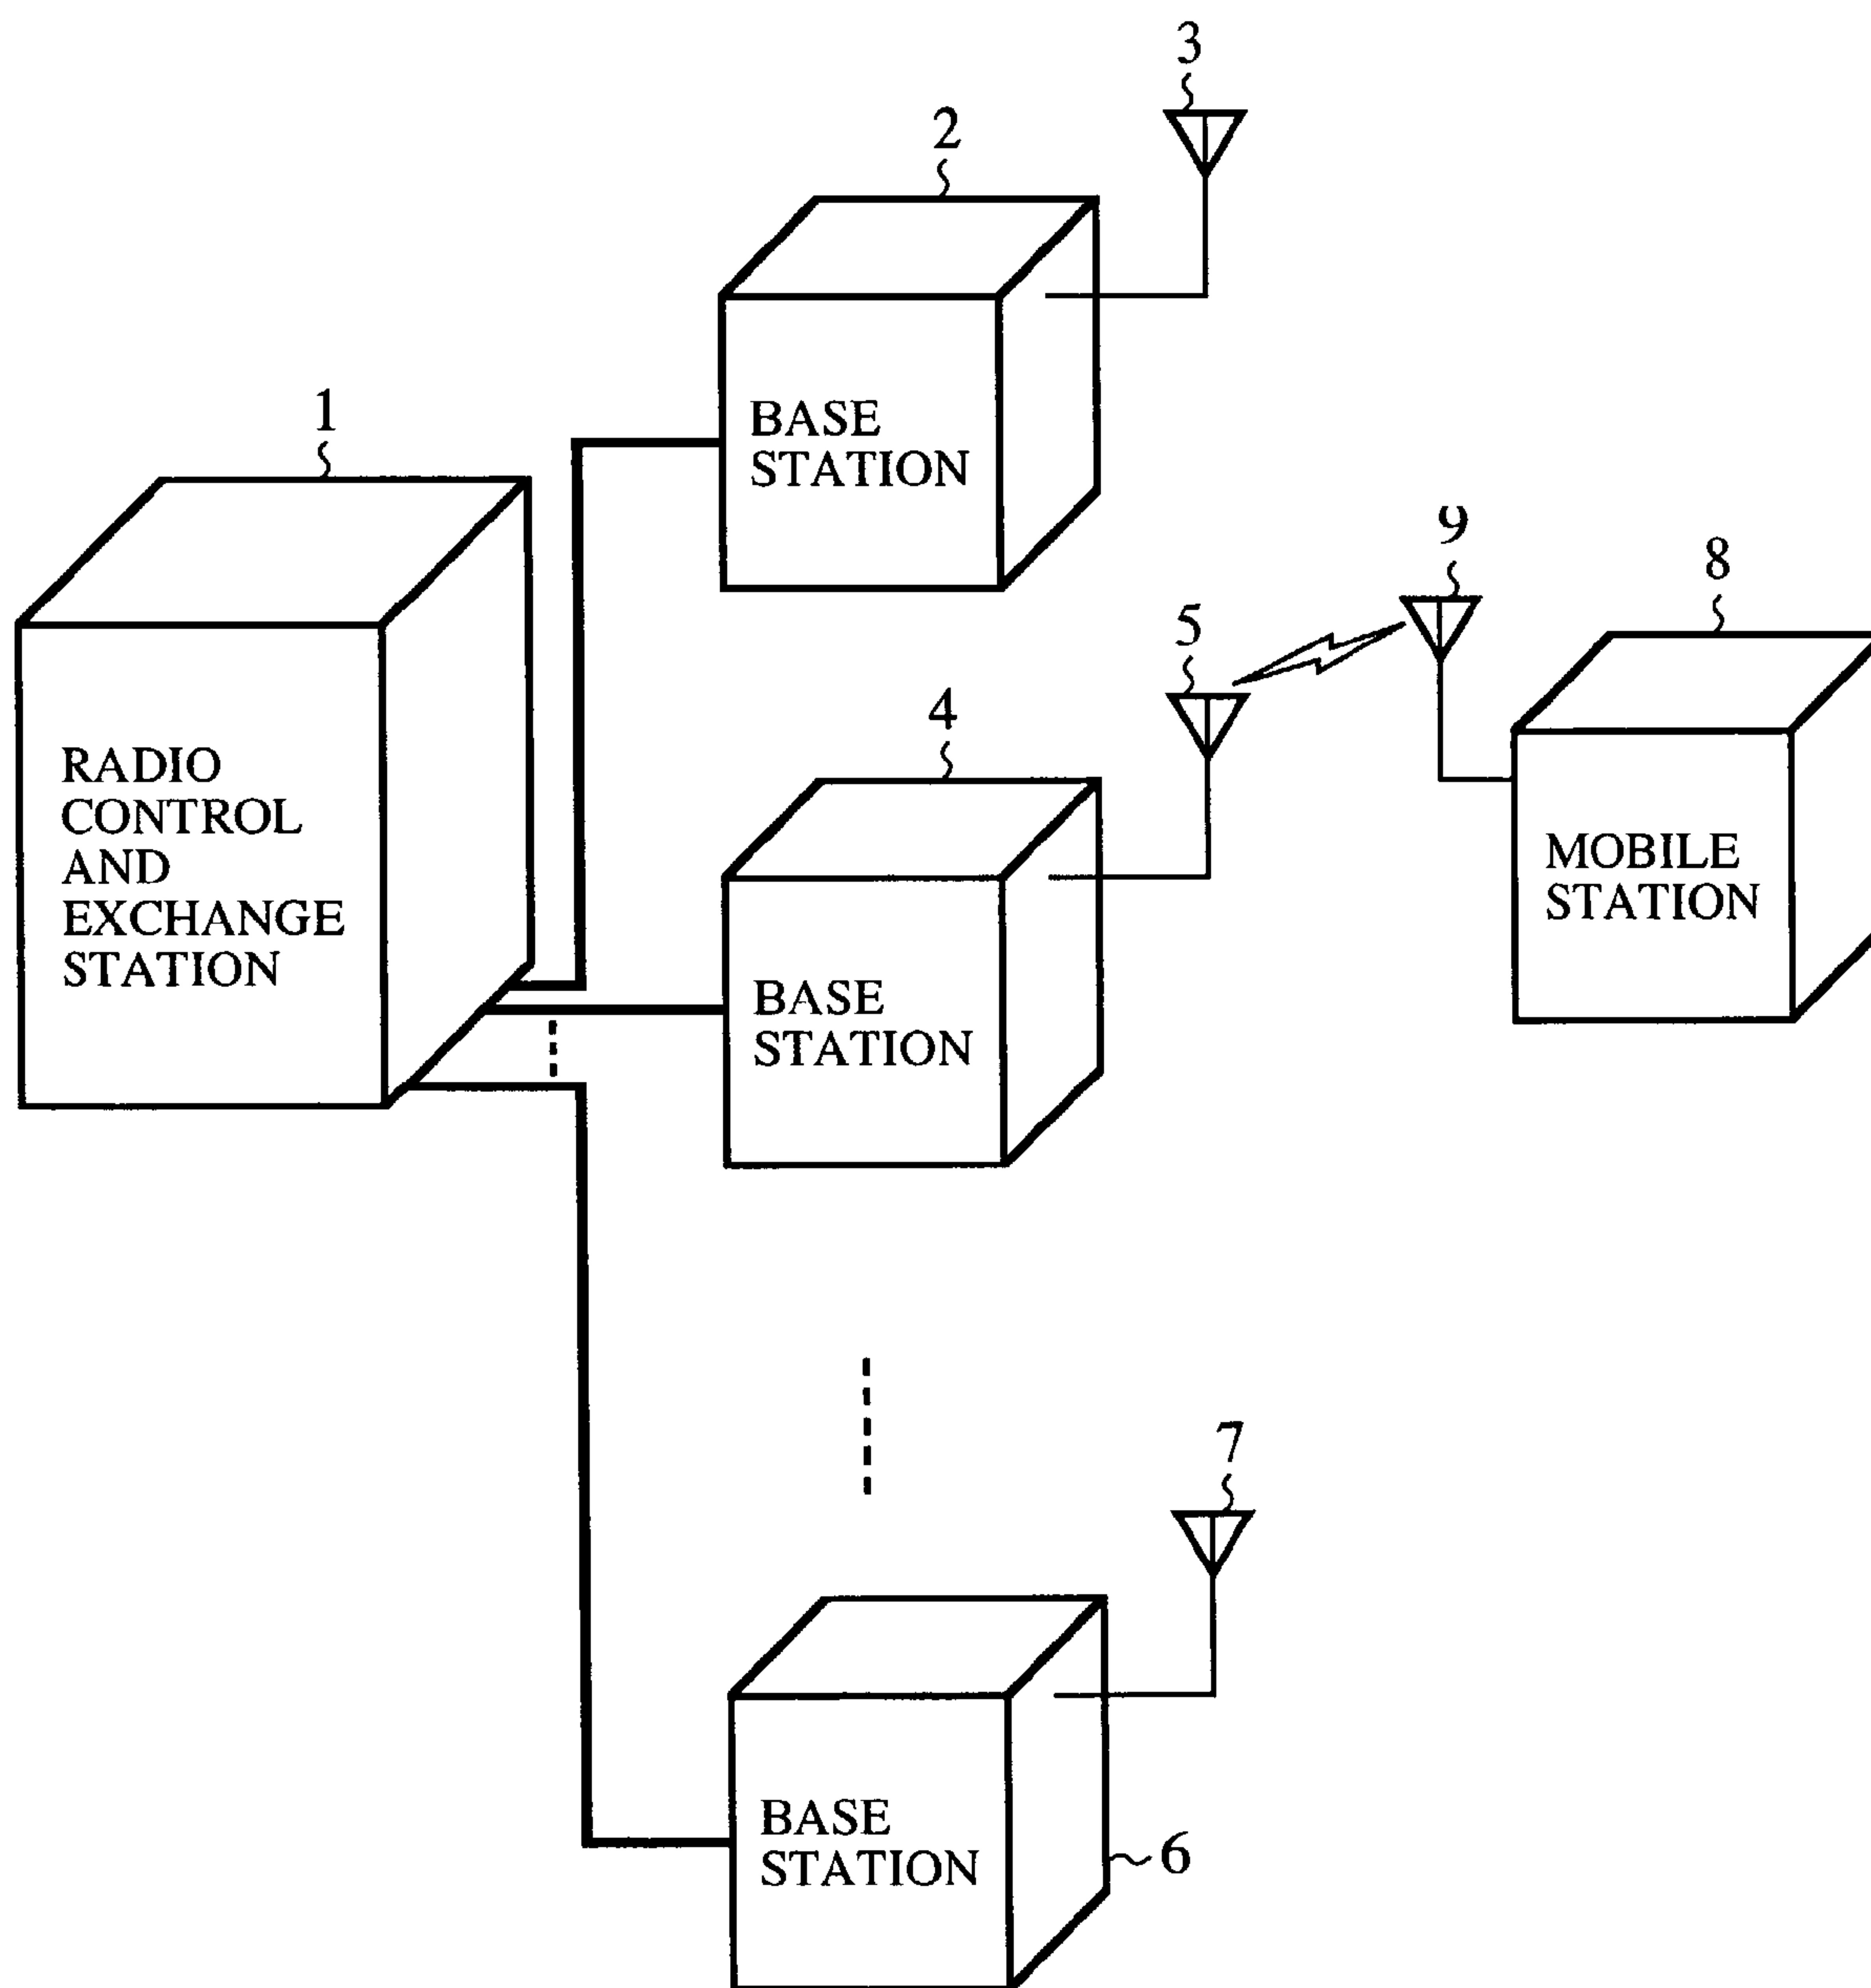 3
2
BASE
STATION
1
RADIO
CONTROL
AND
EXCHANGE
STATION
9
8
MOBILE
STATION
5
4
BASE
STATION
7
BASE
STATION
6